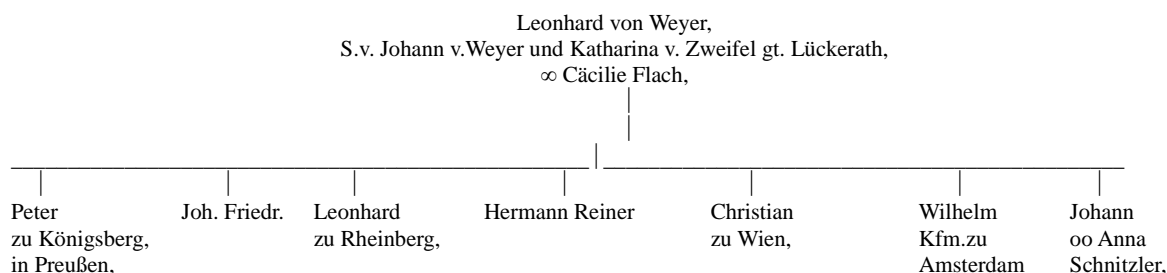 Leonhard von Weyer,
S.v. Johann v.Weyer und Katharina v. Zweifel gt. Lückerath,
∞ Cäcilie Flach,
Peter
zu Königsberg,
in Preußen,
Joh. Friedr.
Leonhard
zu Rheinberg,
Hermann Reiner
Christian
zu Wien,
Wilhelm
Kfm.zu
Amsterdam
Johann
oo Anna
Schnitzler,